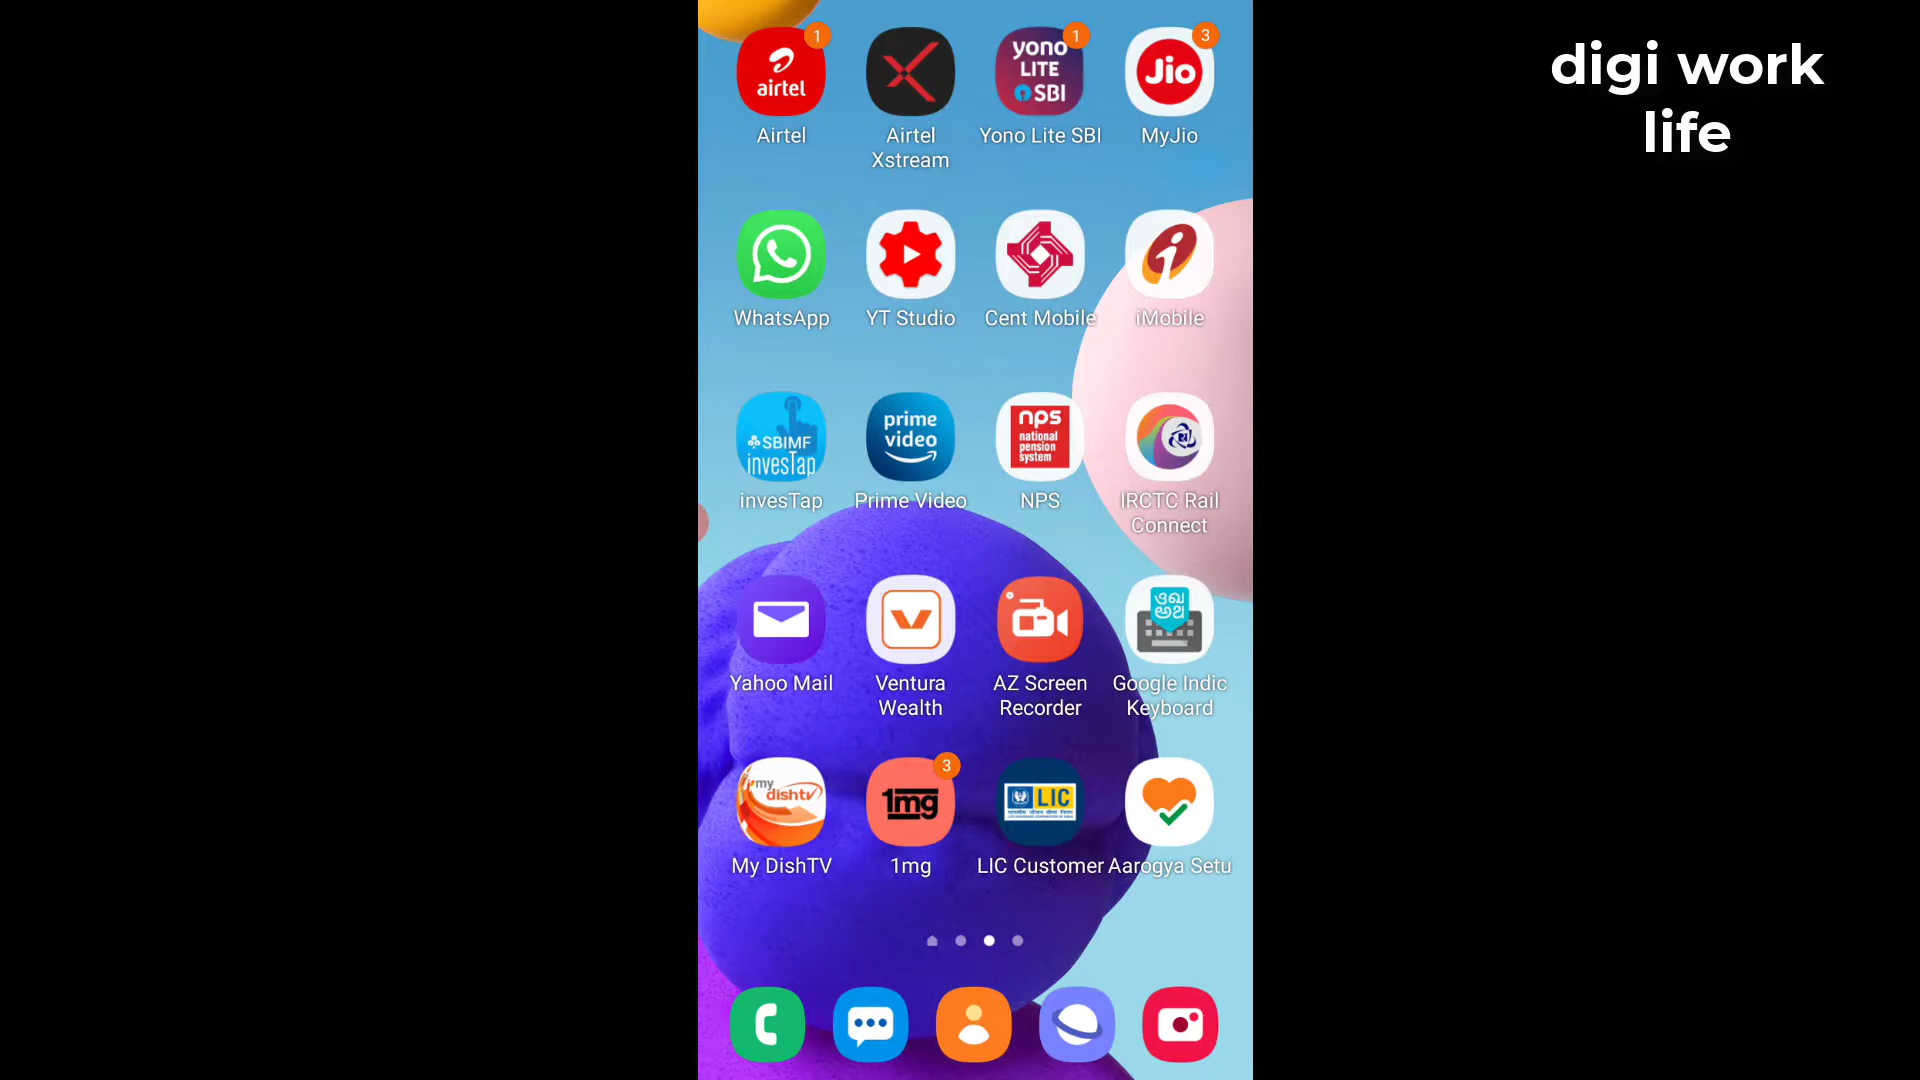 digi work
life
1
1
3
airtel
yono
LITE
SBI
Jio
Airtel
Airtel
Xstream
Yono Lite SBI
MyJio
WhatsApp
YT Studio
Cent Mobile
iMobile
SBIMF
invesTap
prime
video
nps
national
pension
system
invesTap
Prime Video
NPS
IRCTC Rail
Connect
Yahoo Mail
Ventura
Wealth
AZ Screen
Recorder
Google Indic
Keyboard
3
my
dishtv
1mg
LIC
My DishTV
1mg
LIC Customer
Aarogya Setu